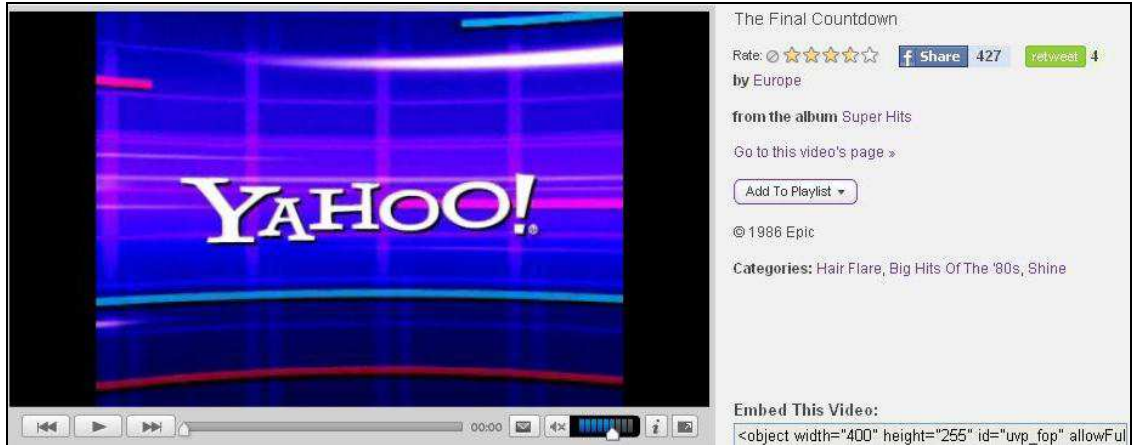 YAHOO!
00:00
i
The Final Countdown
Rate:
f Share 427 retweet 4
by Europe
from the album Super Hits
Go to this video's page »
Add To Playlist
© 1986 Epic
Categories: Hair Flare, Big Hits Of The '80s, Shine
Embed This Video:
<object width="400" height="255" id="uvp_fop" allowFul